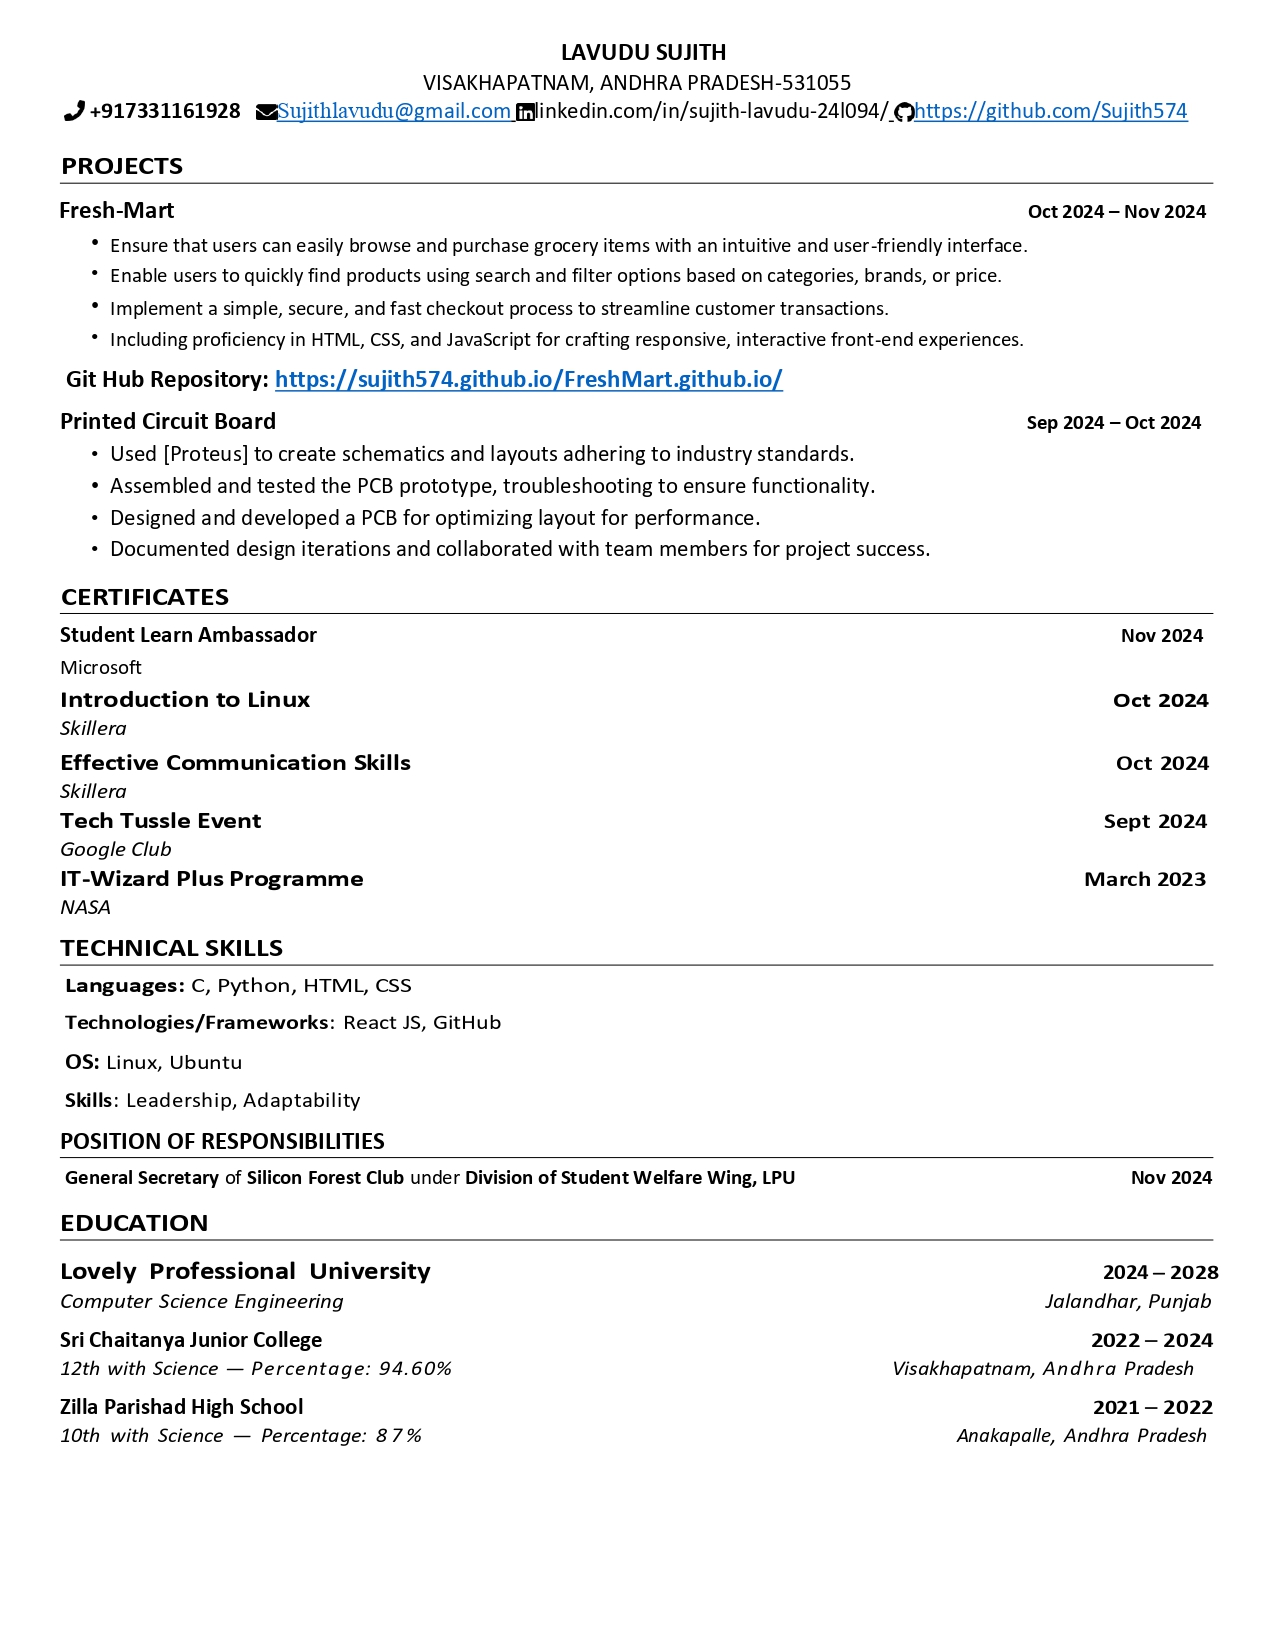 LAVUDU SUJITH
VISAKHAPATNAM, ANDHRA PRADESH-531055
+917331161928 Sujithlavudu@gmail.com linkedin.com/in/sujith-lavudu-24l094/ https://github.com/Sujith574
PROJECTS
Fresh-Mart Oct 2024 – Nov 2024
• Ensure that users can easily browse and purchase grocery items with an intuitive and user-friendly interface.
• Enable users to quickly find products using search and filter options based on categories, brands, or price.
• Implement a simple, secure, and fast checkout process to streamline customer transactions.
• Including proficiency in HTML, CSS, and JavaScript for crafting responsive, interactive front-end experiences.
Git Hub Repository: https://sujith574.github.io/FreshMart.github.io/
Printed Circuit Board Sep 2024 – Oct 2024
• Used [Proteus] to create schematics and layouts adhering to industry standards.
• Assembled and tested the PCB prototype, troubleshooting to ensure functionality.
• Designed and developed a PCB for optimizing layout for performance.
• Documented design iterations and collaborated with team members for project success.
CERTIFICATES
Student Learn Ambassador Nov 2024
Microsoft
Introduction to Linux Oct 2024
Skillera
Effective Communication Skills Oct 2024
Skillera
Tech Tussle Event Sept 2024
Google Club
IT-Wizard Plus Programme March 2023
NASA
TECHNICAL SKILLS
Languages: C, Python, HTML, CSS
Technologies/Frameworks: React JS, GitHub
OS: Linux, Ubuntu
Skills: Leadership, Adaptability
POSITION OF RESPONSIBILITIES
General Secretary of Silicon Forest Club under Division of Student Welfare Wing, LPU Nov 2024
EDUCATION
Lovely Professional University 2024 – 2028
Computer Science Engineering Jalandhar, Punjab
Sri Chaitanya Junior College 2022 – 2024
12th with Science — Percentage: 94.60% Visakhapatnam, Andhra Pradesh
Zilla Parishad High School 2021 – 2022
10th with Science — Percentage: 87% Anakapalle, Andhra Pradesh